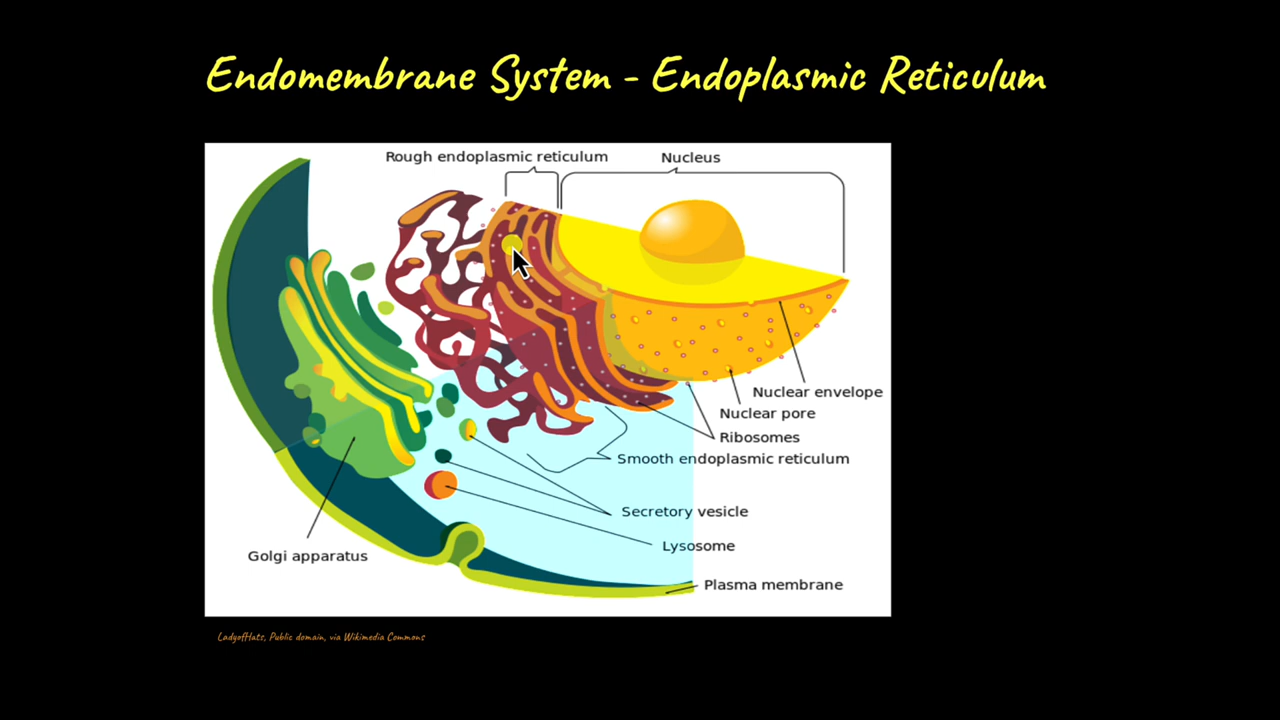 Endomembrane System - Endoplasmic Reticulum
Rough endoplasmic reticulum
Nucleus
Nuclear envelope
Nuclear pore
Ribosomes
Smooth endoplasmic reticulum
Secretory vesicle
Lysosome
Golgi apparatus
Plasma membrane
LadyofHats, Public domain, via Wikimedia Commons